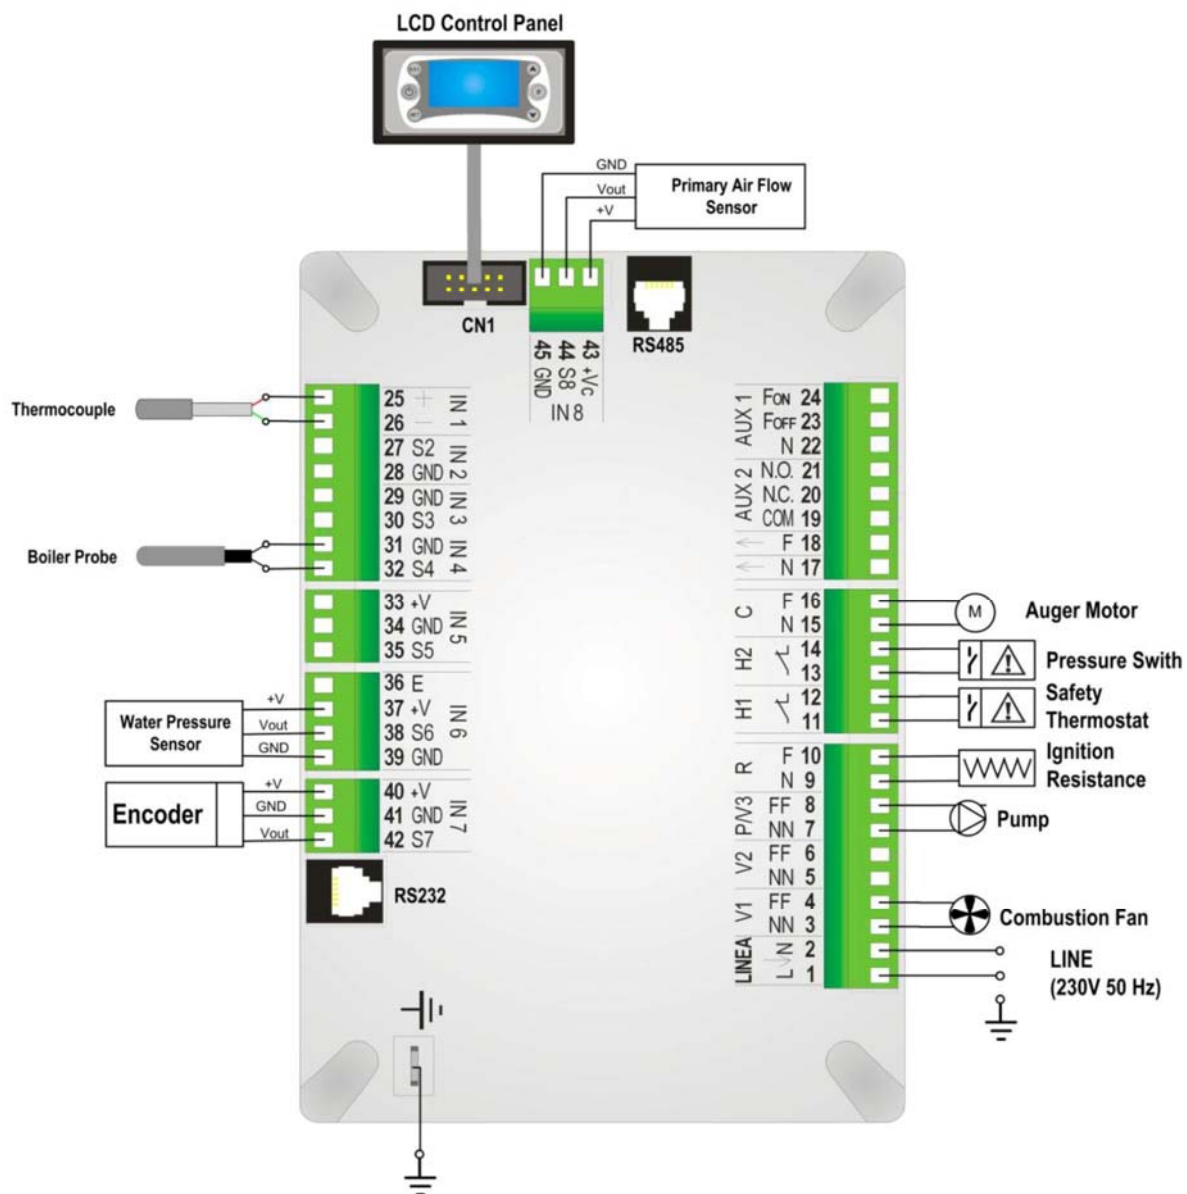 LCD Control Panel
GND
Vout
+V
Primary Air Flow
Sensor
CN1
45 GND
44 S8
43 +Vc
IN 8
RS485
Thermocouple
25 +
26 −
IN 1
27 S2
28 GND
IN 2
29 GND
30 S3
IN 3
Boiler Probe
31 GND
32 S4
IN 4
33 +V
34 GND
35 S5
IN 5
36 E
37 +V
38 S6
39 GND
IN 6
Water Pressure
Sensor
+V
Vout
GND
40 +V
41 GND
42 S7
IN 7
Encoder
+V
GND
Vout
RS232
AUX 1
FON 24
FOFF 23
N 22
AUX 2
N.O. 21
N.C. 20
COM 19
← F 18
← N 17
C
F 16
N 15
M
Auger Motor
H2
14
13
Pressure Swith
H1
12
11
Safety
Thermostat
R
F 10
N 9
Ignition
Resistance
P/V3
FF 8
NN 7
Pump
V2
FF 6
NN 5
V1
FF 4
NN 3
Combustion Fan
LINEA
N 2
L 1
LINE
(230V 50 Hz)